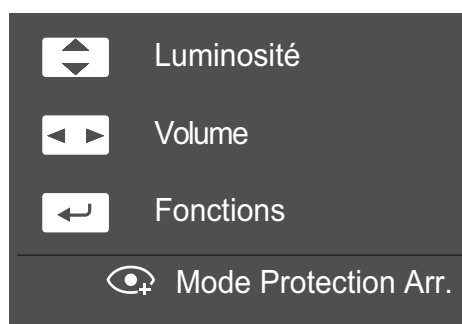 Luminosité
Volume
Fonctions
Mode Protection Arr.